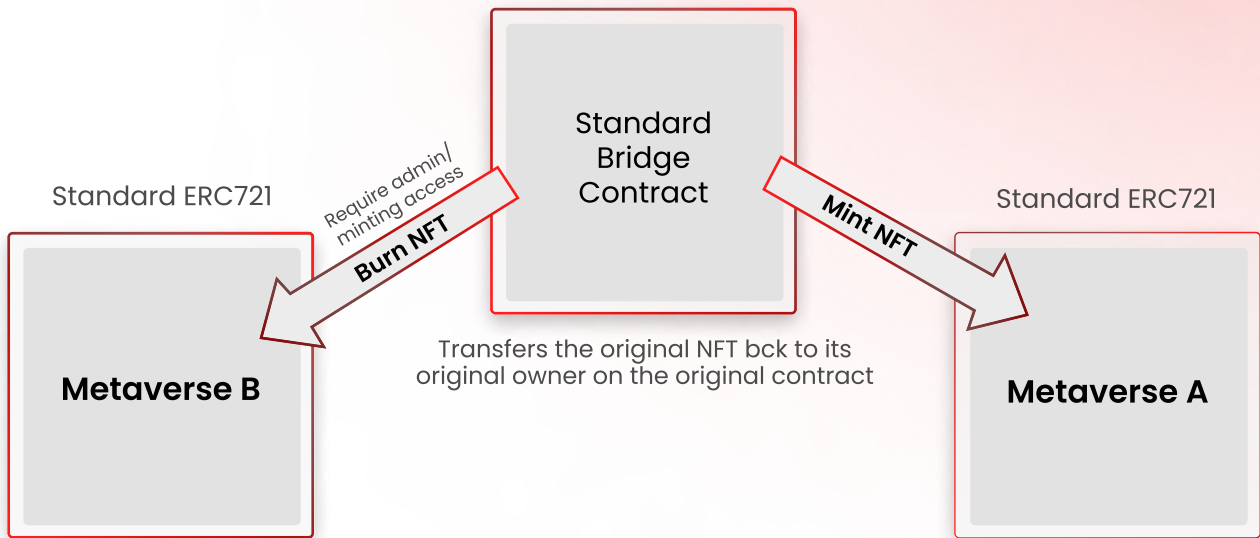 Standard
Bridge
Contract
Require admin/
minting access
Burn NFT
Mint NFT
Standard ERC721
Standard ERC721
Metaverse B
Metaverse A
Transfers the original NFT bck to its
original owner on the original contract